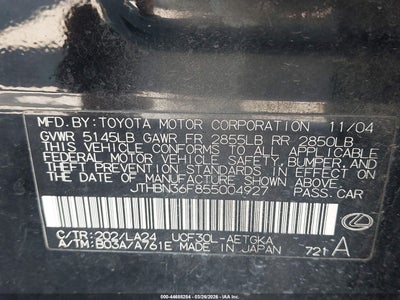 MFD. BY: TOYOTA MOTOR CORPORATION 11/04
GVWR 5145LB GAWR FR 2855LB RR 2850LB
THIS VEHICLE CONFORMS TO ALL APPLICABLE
FEDERAL MOTOR VEHICLE SAFETY, BUMPER, AND
THEFT PREVENTION STANDARDS IN EFFECT ON
THE DATE OF MANUFACTURE SHOWN ABOVE.
JTHBN36F855004927 PASS. CAR
C/TR: 202/LA24 UCF30L-AETGKA
A/TM: B03A/A761E MADE IN JAPAN 721 A
000-44688284 - 03/26/2026 - IAAI.COM